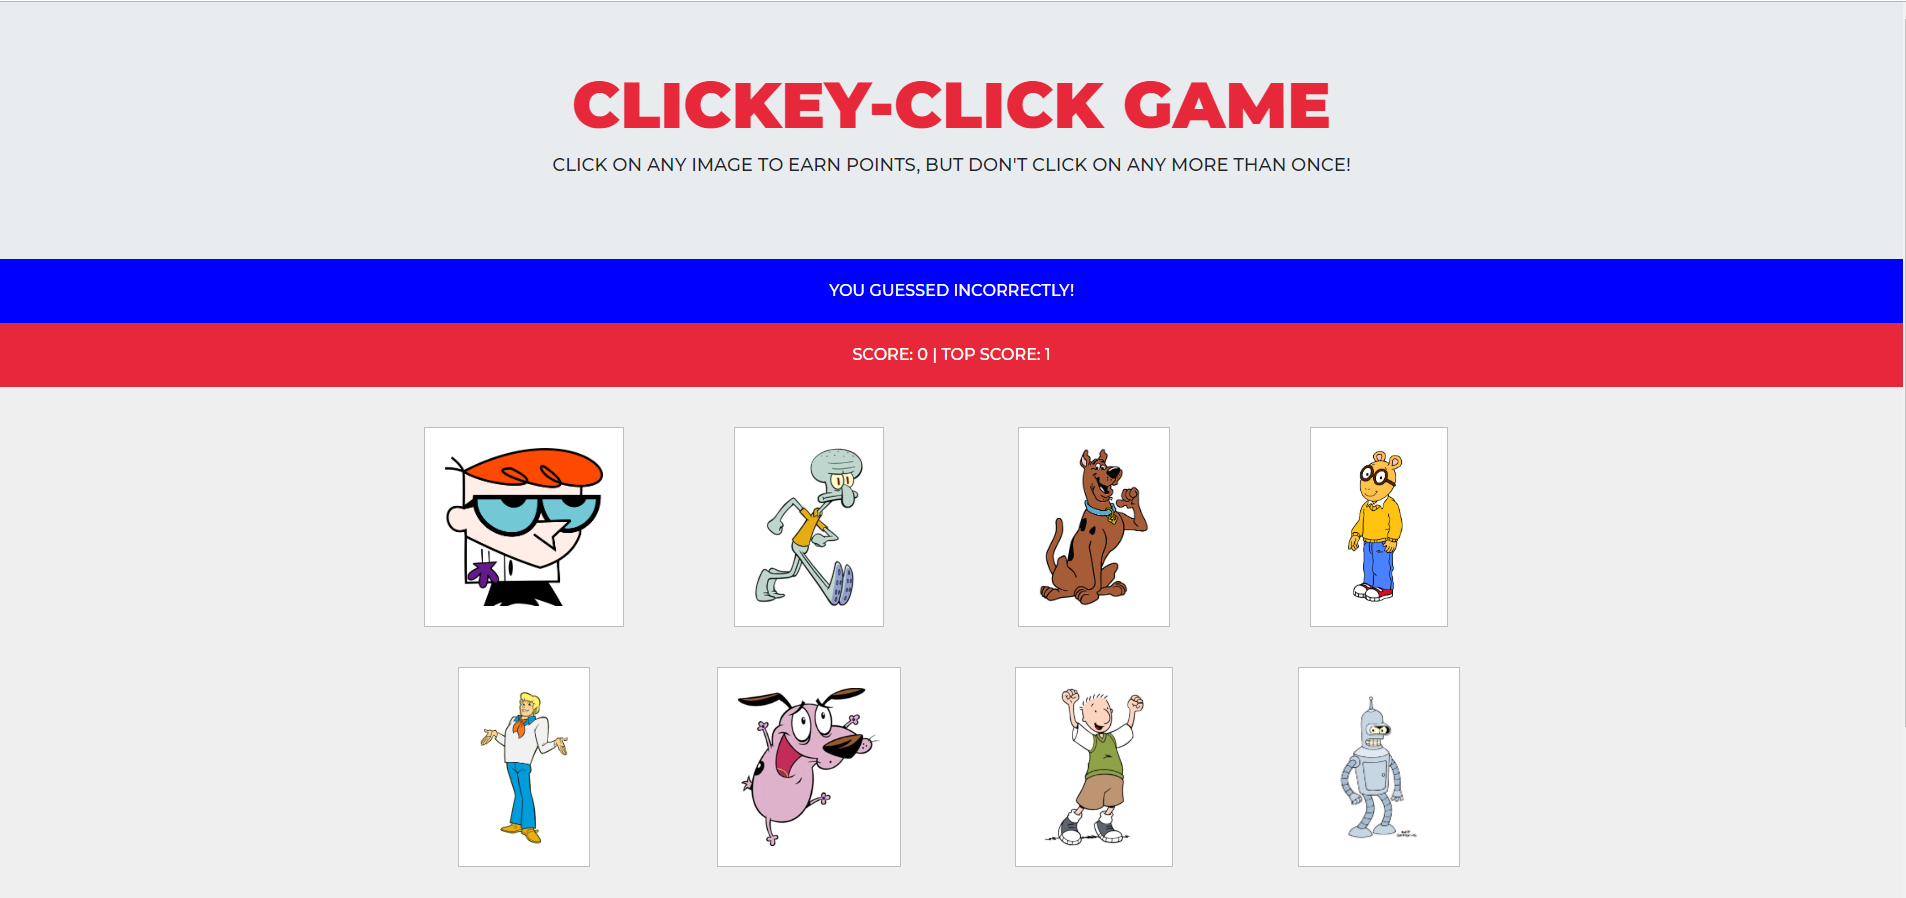 CLICKEY-CLICK GAME
CLICK ON ANY IMAGE TO EARN POINTS, BUT DON'T CLICK ON ANY MORE THAN ONCE!
YOU GUESSED INCORRECTLY!
SCORE: 0 | TOP SCORE: 1